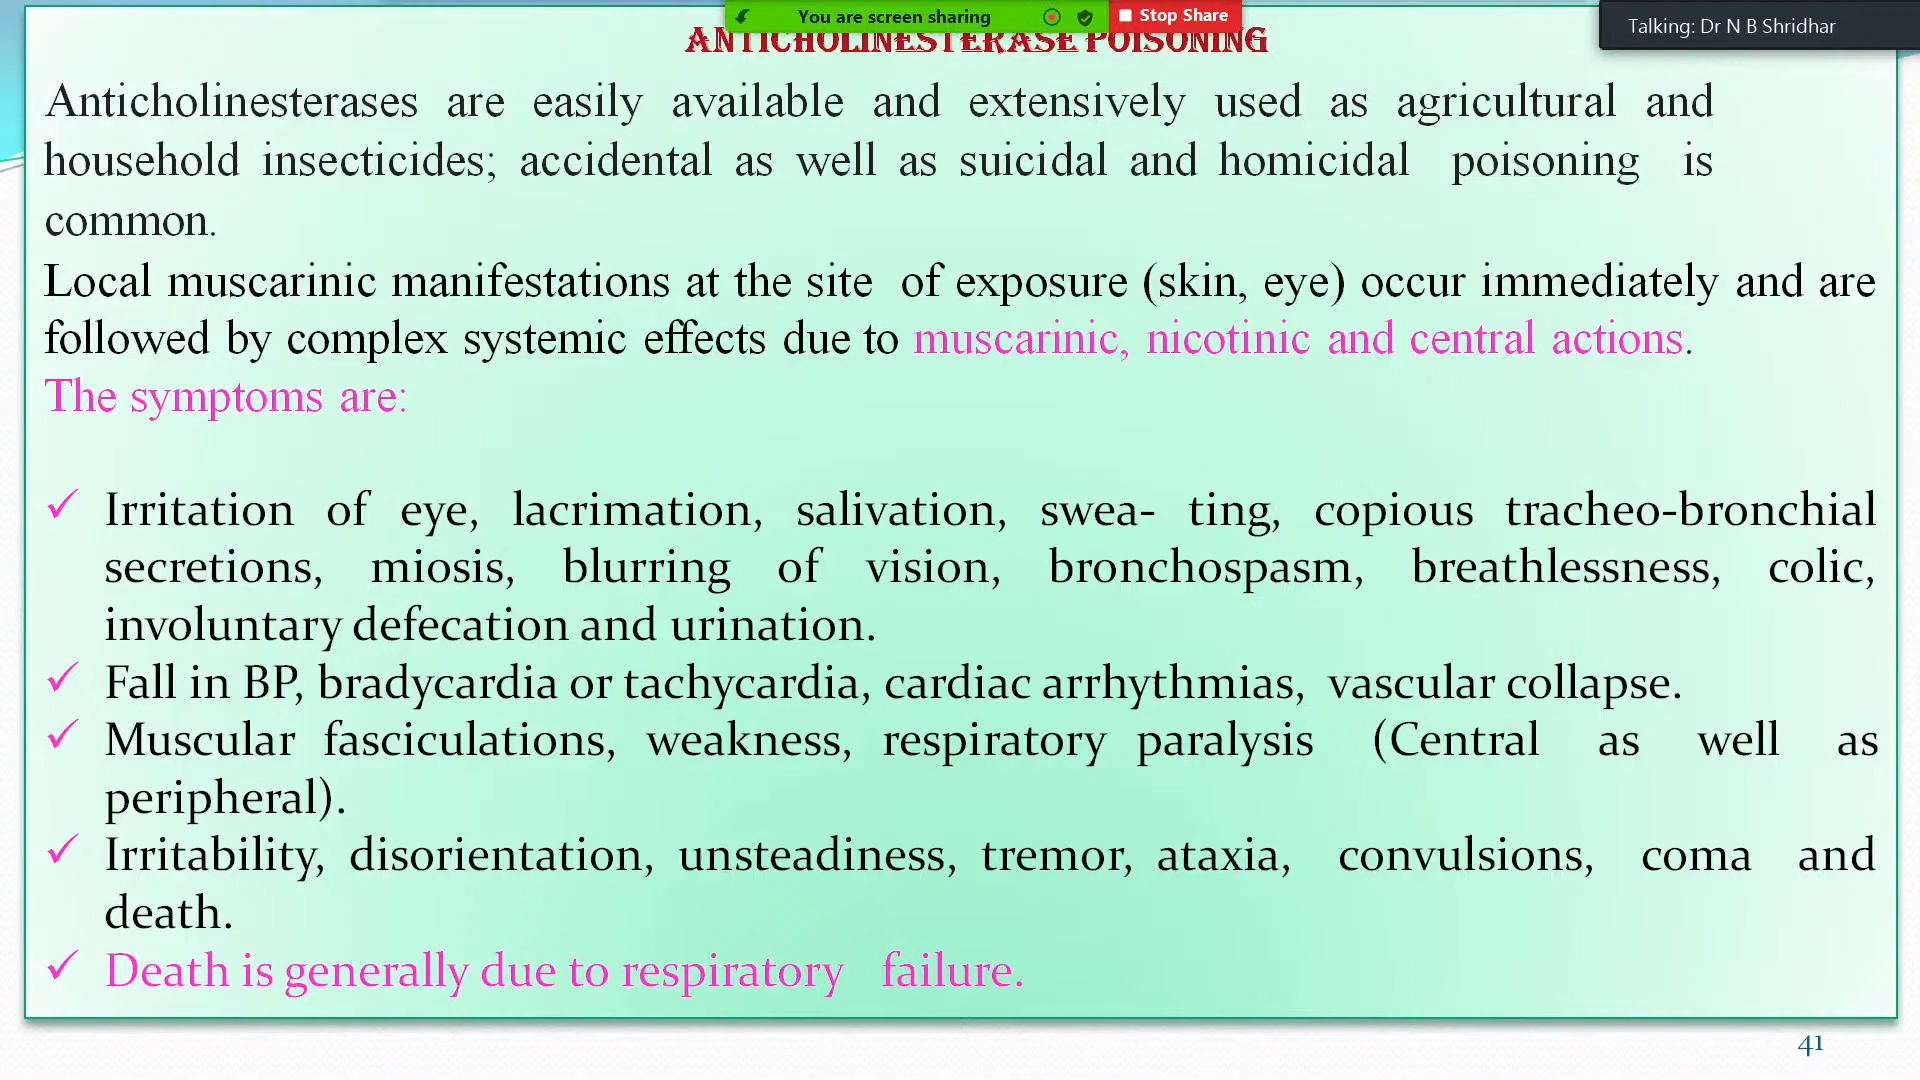 You are screen sharing
Stop Share
Talking: Dr N B Shridhar
ANTICHOLINESTERASE POISONING
Anticholinesterases are easily available and extensively used as agricultural and
household insecticides; accidental as well as suicidal and homicidal poisoning is
common.
Local muscarinic manifestations at the site of exposure (skin, eye) occur immediately and are
followed by complex systemic effects due to muscarinic, nicotinic and central actions.
The symptoms are:
✓ Irritation of eye, lacrimation, salivation, swea- ting, copious tracheo-bronchial
secretions, miosis, blurring of vision, bronchospasm, breathlessness, colic,
involuntary defecation and urination.
✓ Fall in BP, bradycardia or tachycardia, cardiac arrhythmias, vascular collapse.
✓ Muscular fasciculations, weakness, respiratory paralysis (Central as well as
peripheral).
✓ Irritability, disorientation, unsteadiness, tremor, ataxia, convulsions, coma and
death.
✓ Death is generally due to respiratory failure.
41